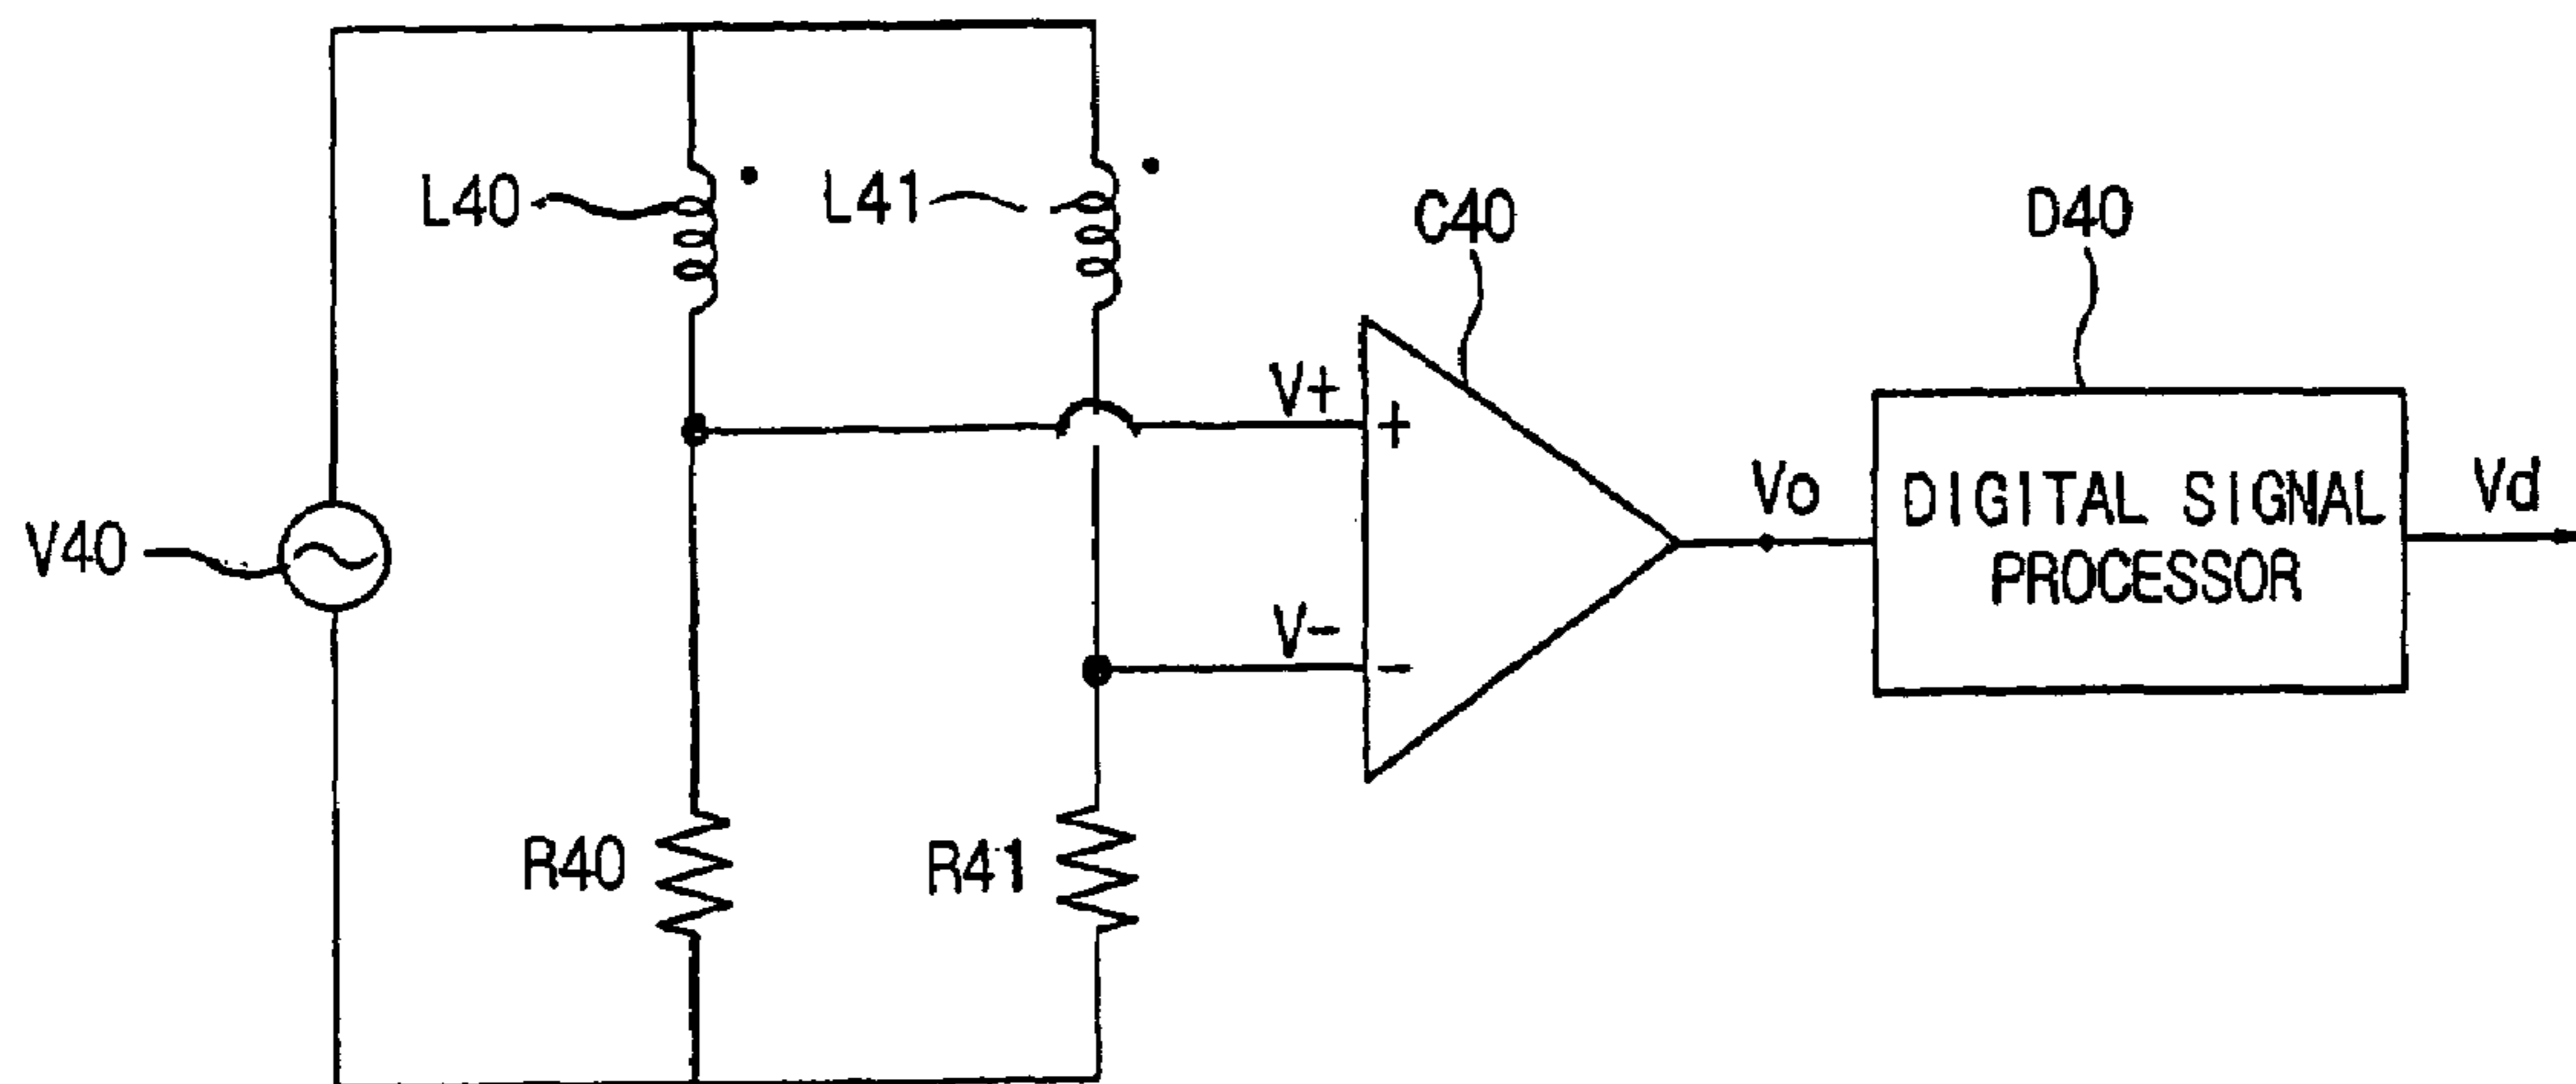 L40
L41
C40
D40
V+
+
V40
Vo
DIGITAL SIGNAL
PROCESSOR
Vd
V-
-
R40
R41